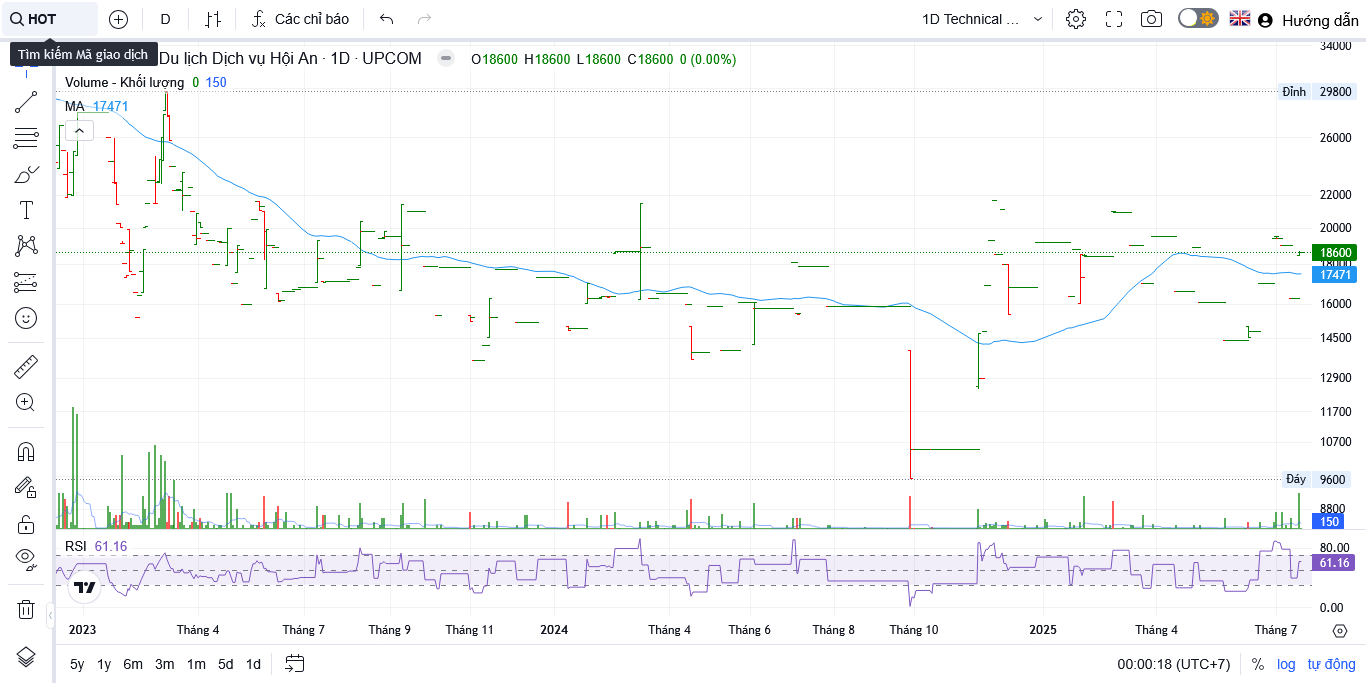 HOT
D
Các chỉ báo
1D Technical ...
Hướng dẫn
Tìm kiếm Mã giao dịch
Du lịch Dịch vụ Hội An · 1D · UPCOM
O18600 H18600 L18600 C18600 0 (0.00%)
Volume - Khối lượng 0 150
MA 17471
34000
Đỉnh 29800
26000
22000
20000
18600
18000
17471
16000
14500
12900
11700
10700
Đáy 9600
8800
150
RSI 61.16
80.00
61.16
0.00
2023 Tháng 4 Tháng 7 Tháng 9 Tháng 11 2024 Tháng 4 Tháng 6 Tháng 8 Tháng 10 2025 Tháng 4 Tháng 7
5y 1y 6m 3m 1m 5d 1d
00:00:18 (UTC+7) % log tự động